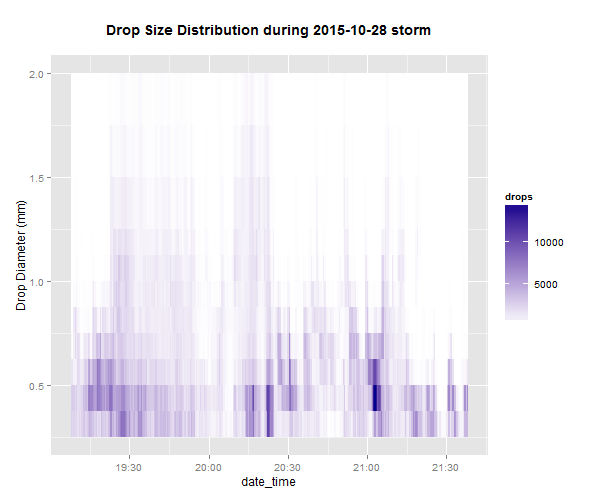 Drop Size Distribution during 2015-10-28 storm
Drop Diameter (mm)
2.0
1.5
1.0
0.5
19:30 20:00 20:30 21:00 21:30
date_time
drops
10000
5000